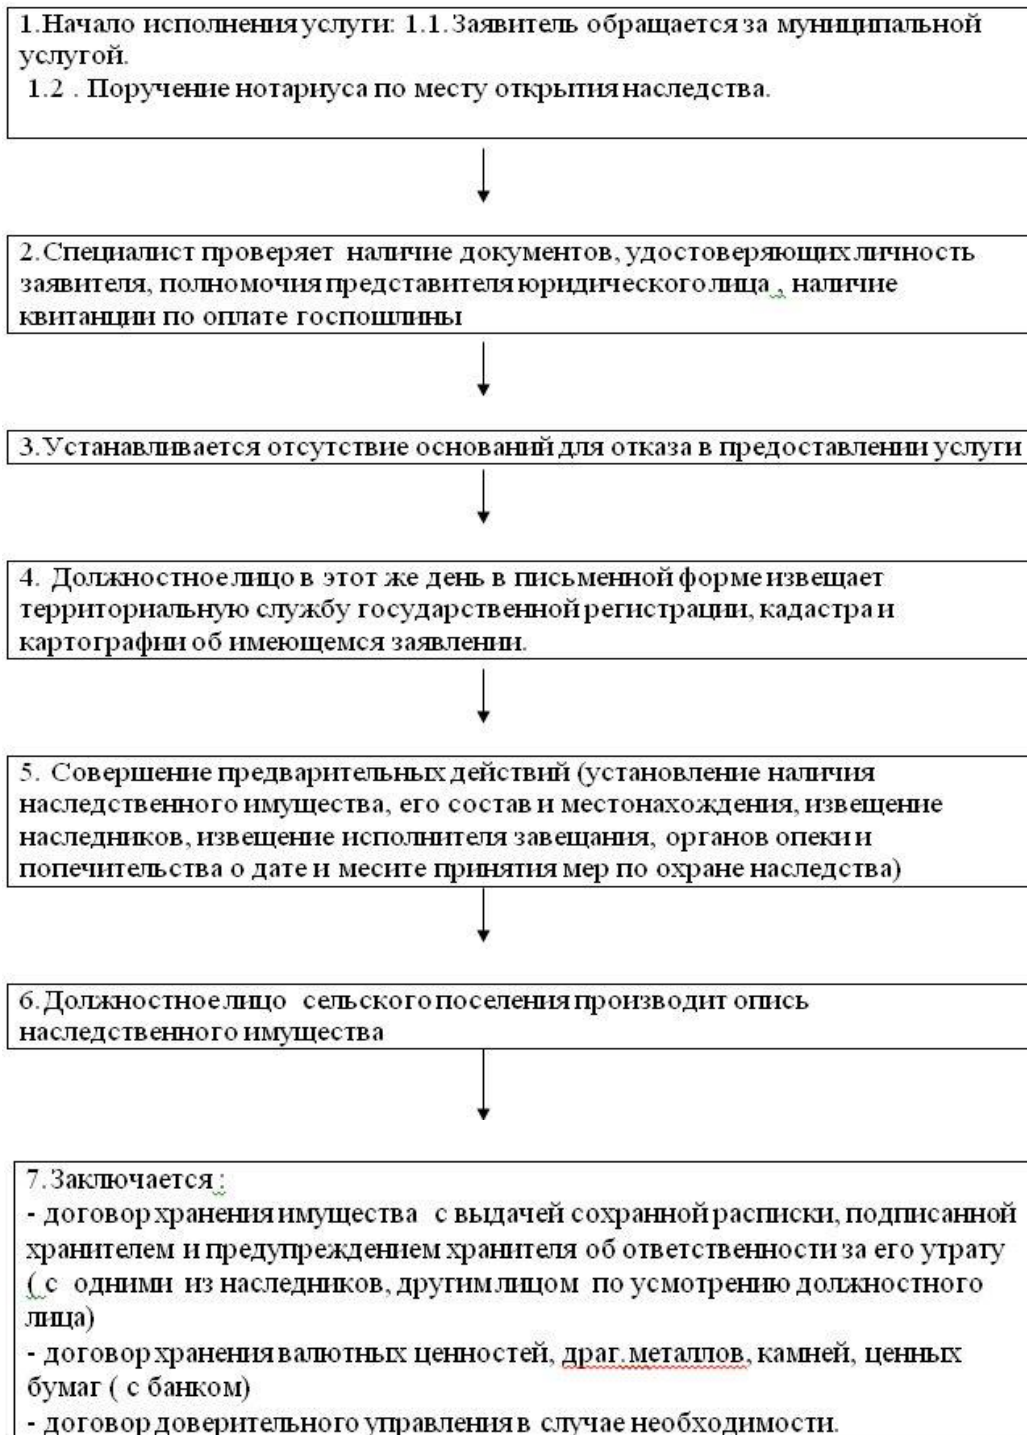 1.Начало исполнения услуги: 1.1.Заявитель обращается за муниципальной
услугой.
1.2 . Поручение нотариуса по месту открытия наследства.
2.Специалист проверяет наличие документов, удостоверяющих личность
заявителя, полномочия представителя юридического лица , наличие
квитанции по оплате госпошлины
3.Устанавливается отсутствие оснований для отказа в предоставлении услуги
4. Должностное лицо в этот же день в письменной форме извещает
территориальную службу государственной регистрации, кадастра и
картографии об имеющемся заявлении.
5. Совершение предварительных действий (установление наличия
наследственного имущества, его состав и местонахождения, извещение
наследников, извещение исполнителя завещания, органов опеки и
попечительства о дате и месите принятия мер по охране наследства)
6.Должностное лицо сельского поселения производит опись
наследственного имущества
7.Заключается :
- договор хранения имущества с выдачей сохранной расписки, подписанной
хранителем и предупреждением хранителя об ответственности за его утрату
( с одними из наследников, другим лицом по усмотрению должностного
лица)
- договор хранения валютных ценностей, драг.металлов, камней, ценных
бумаг ( с банком)
- договор доверительного управления в случае необходимости.